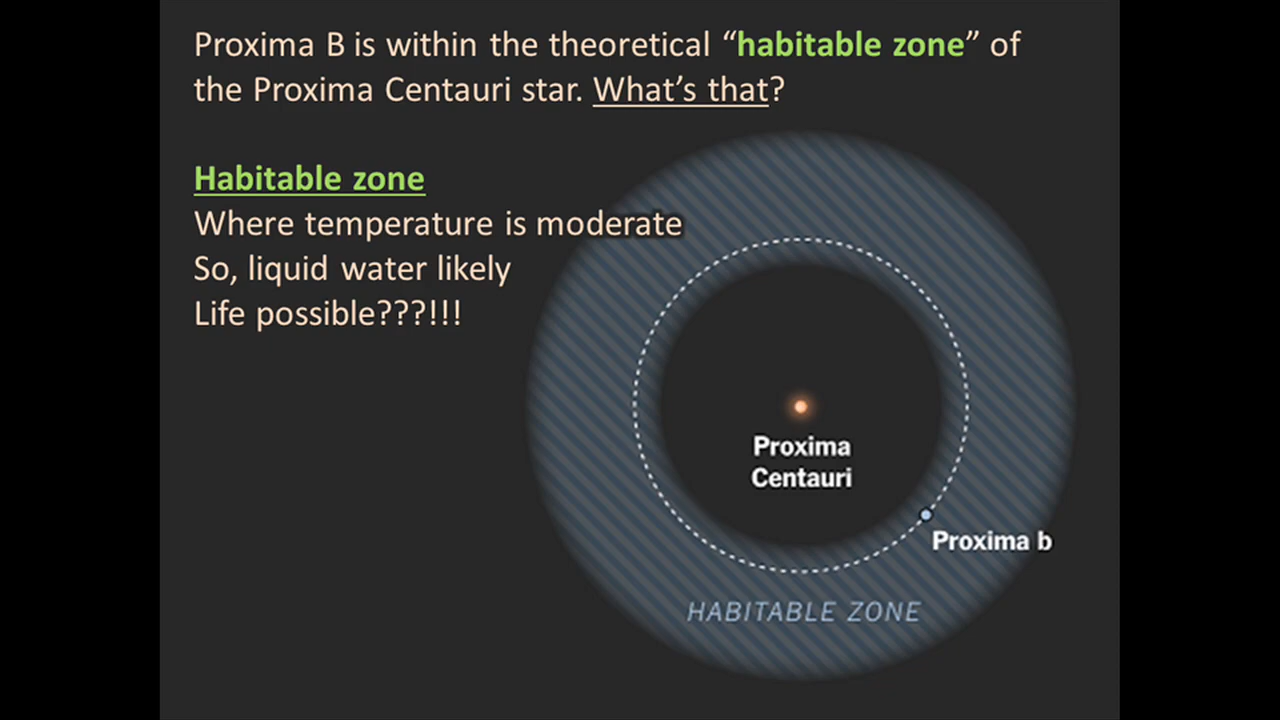 Proxima B is within the theoretical “habitable zone” of
the Proxima Centauri star. What’s that?
Habitable zone
Where temperature is moderate
So, liquid water likely
Life possible???!!!
Proxima
Centauri
Proxima b
HABITABLE ZONE